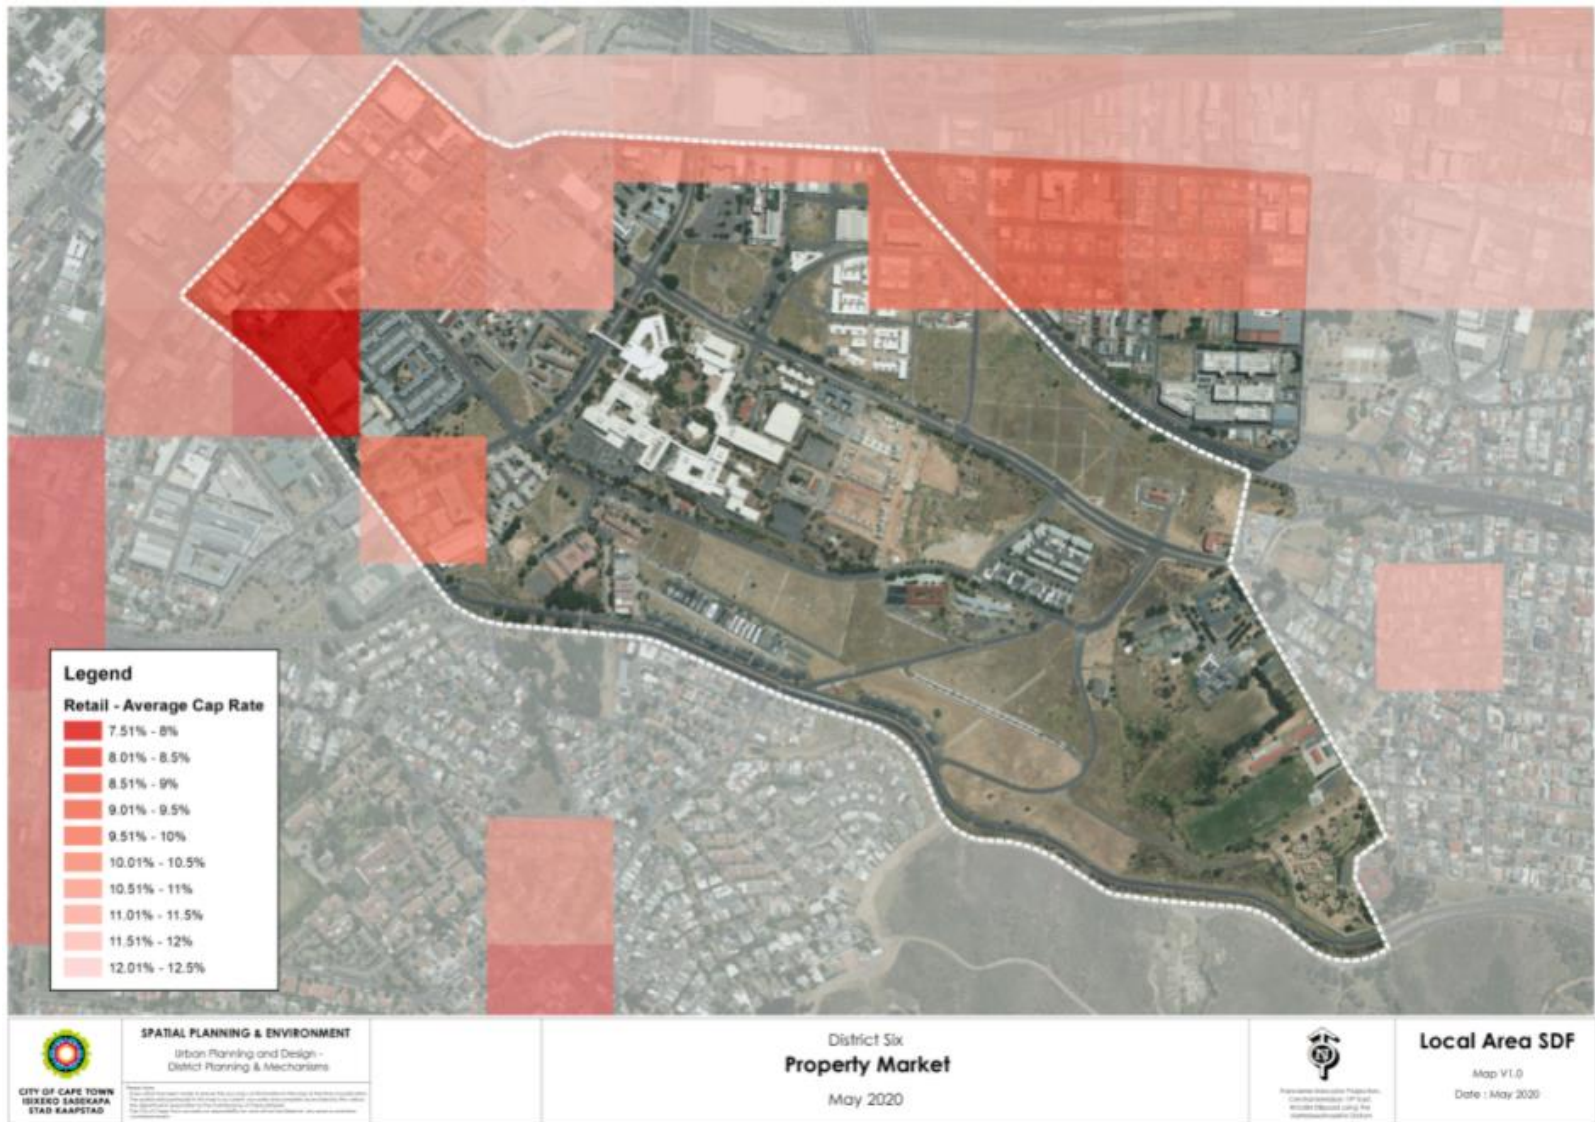 Legend
Retail - Average Cap Rate
7.51% - 8%
8.01% - 8.5%
8.51% - 9%
9.01% - 9.5%
9.51% - 10%
10.01% - 10.5%
10.51% - 11%
11.01% - 11.5%
11.51% - 12%
12.01% - 12.5%
CITY OF CAPE TOWN
ISIXEKO SASEKAPA
STAD KAAPSTAD
SPATIAL PLANNING & ENVIRONMENT
Urban Planning and Design -
District Planning & Mechanisms
District Six
Property Market
May 2020
N
Local Area SDF
Map V1.0
Date : May 2020